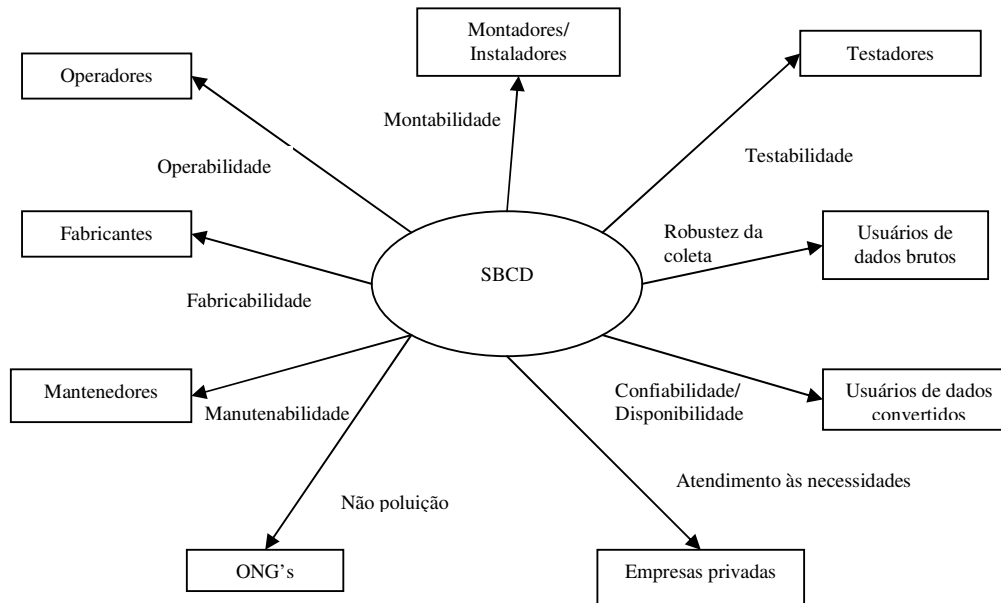 Montadores/
Instaladores
Operadores
Testadores
Montabilidade
Operabilidade
Testabilidade
Fabricantes
Robustez da
coleta
Usuários de
dados brutos
SBCD
Fabricabilidade
Mantenedores
Manutenabilidade
Confiabilidade/
Disponibilidade
Usuários de dados
convertidos
Atendimento às necessidades
Não poluição
ONG's
Empresas privadas